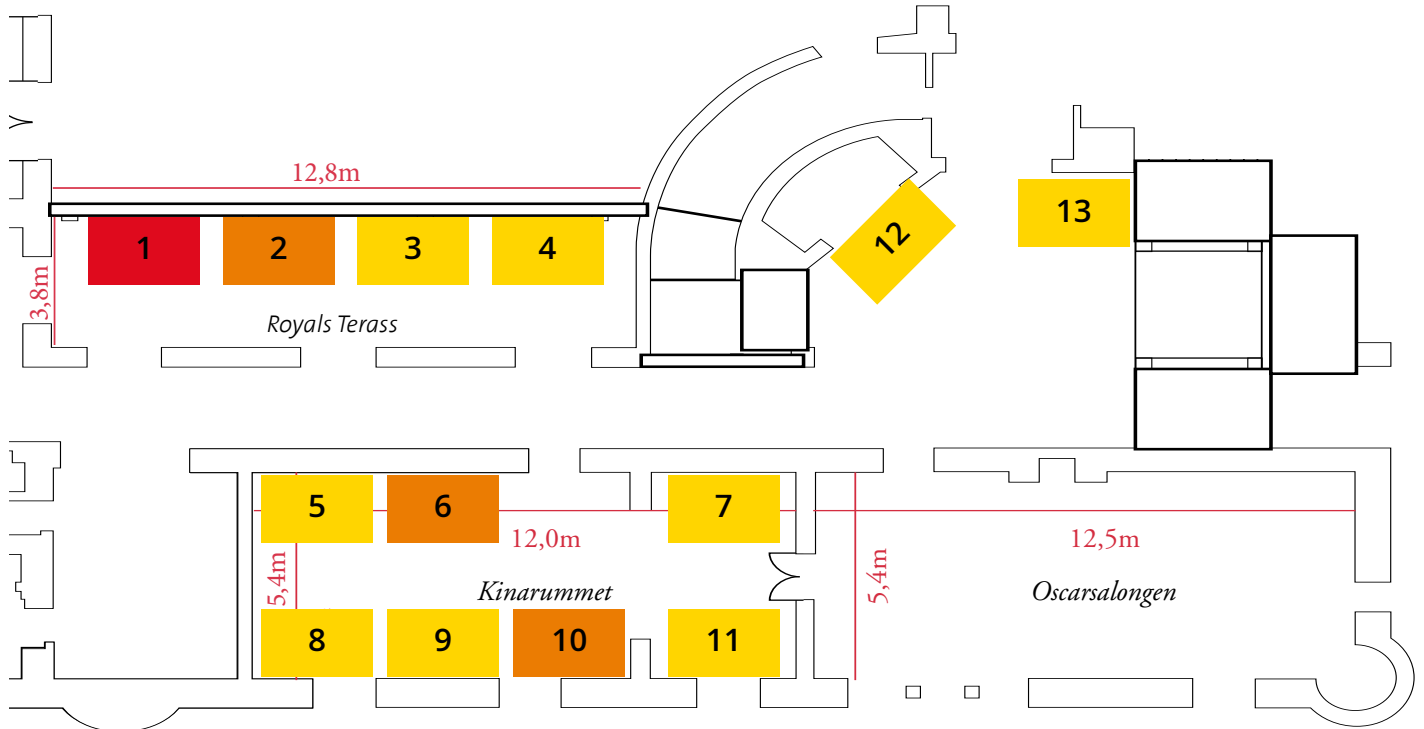 12,8m
1
2
3
4
12
13
3,8m
Royals Terass
5
6
7
12,0m
12,5m
5,4m
Kinarummet
5,4m
Oscarsalongen
8
9
10
11